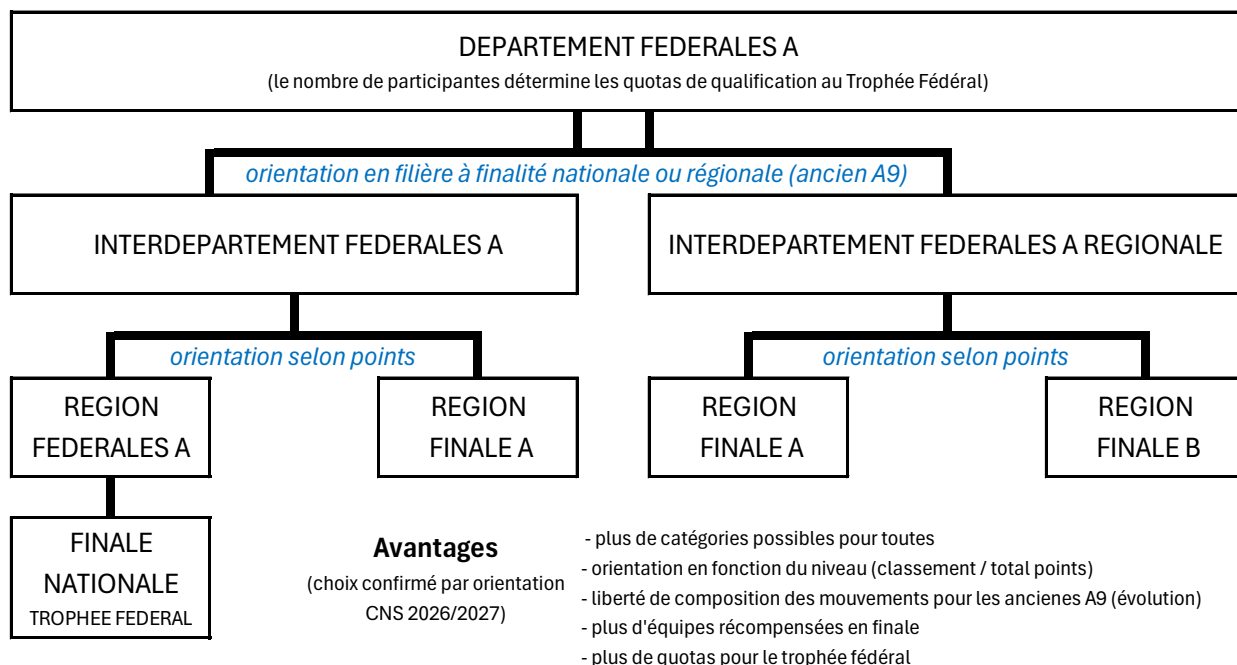 DEPARTEMENT FEDERALES A
(le nombre de participantes détermine les quotas de qualification au Trophée Fédéral)
orientation en filière à finalité nationale ou régionale (ancien A9)
INTERDEPARTEMENT FEDERALES A
INTERDEPARTEMENT FEDERALES A REGIONALE
orientation selon points
orientation selon points
REGION
FEDERALES A
REGION
FINALE A
REGION
FINALE A
REGION
FINALE B
FINALE
NATIONALE
TROPHEE FEDERAL
Avantages
(choix confirmé par orientation
CNS 2026/2027)
- plus de catégories possibles pour toutes
- orientation en fonction du niveau (classement / total points)
- liberté de composition des mouvements pour les ancienes A9 (évolution)
- plus d'équipes récompensées en finale
- plus de quotas pour le trophée fédéral